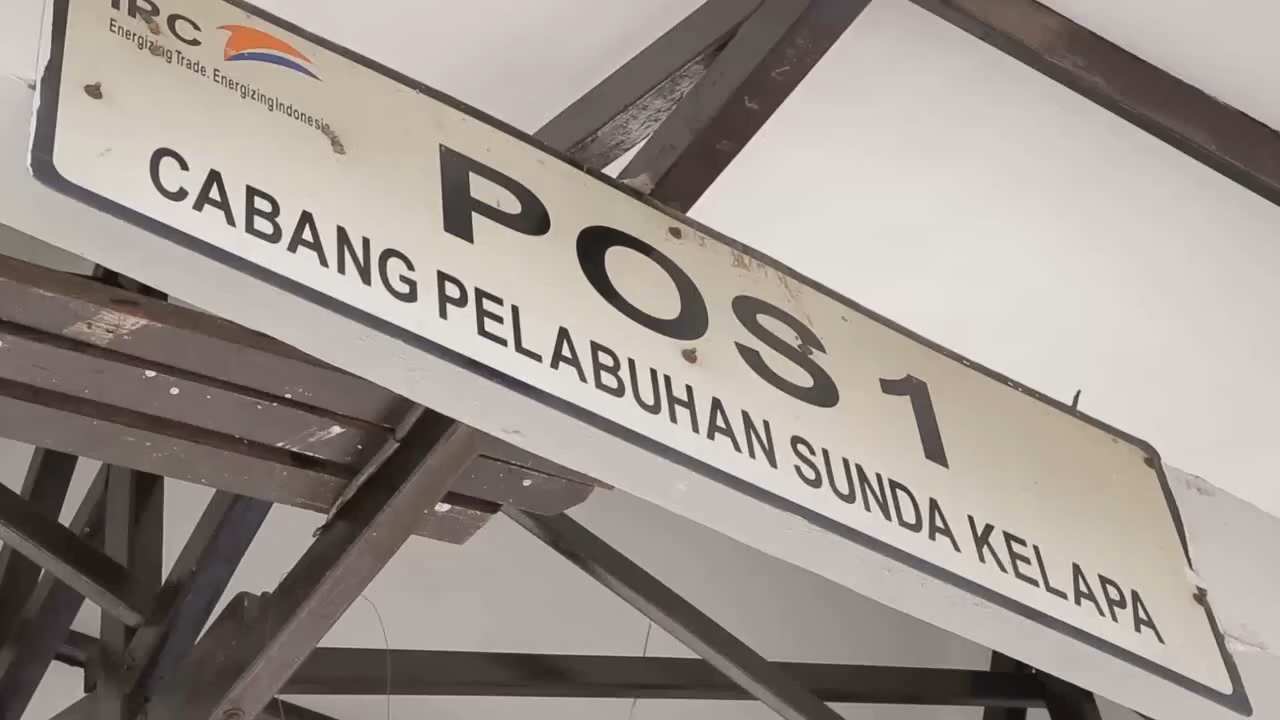 IPC
Energizing Trade. Energizing Indonesia
POS 1
CABANG PELABUHAN SUNDA KELAPA